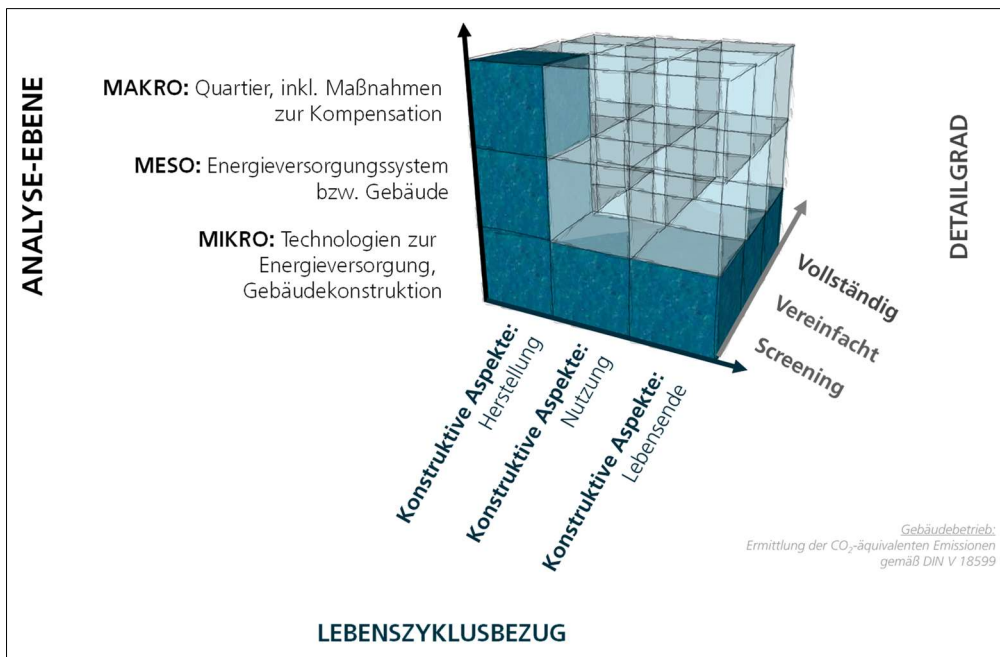 ANALYSE-EBENE
MAKRO: Quartier, inkl. Maßnahmen
zur Kompensation
MESO: Energieversorgungssystem
bzw. Gebäude
MIKRO: Technologien zur
Energieversorgung,
Gebäudekonstruktion
DETAILGRAD
Vollständig
Vereinfacht
Screening
Konstruktive Aspekte:
Herstellung
Konstruktive Aspekte:
Nutzung
Konstruktive Aspekte:
Lebensende
Gebäudebetrieb:
Ermittlung der CO₂-äquivalenten Emissionen
gemäß DIN V 18599
LEBENSZYKLUSBEZUG